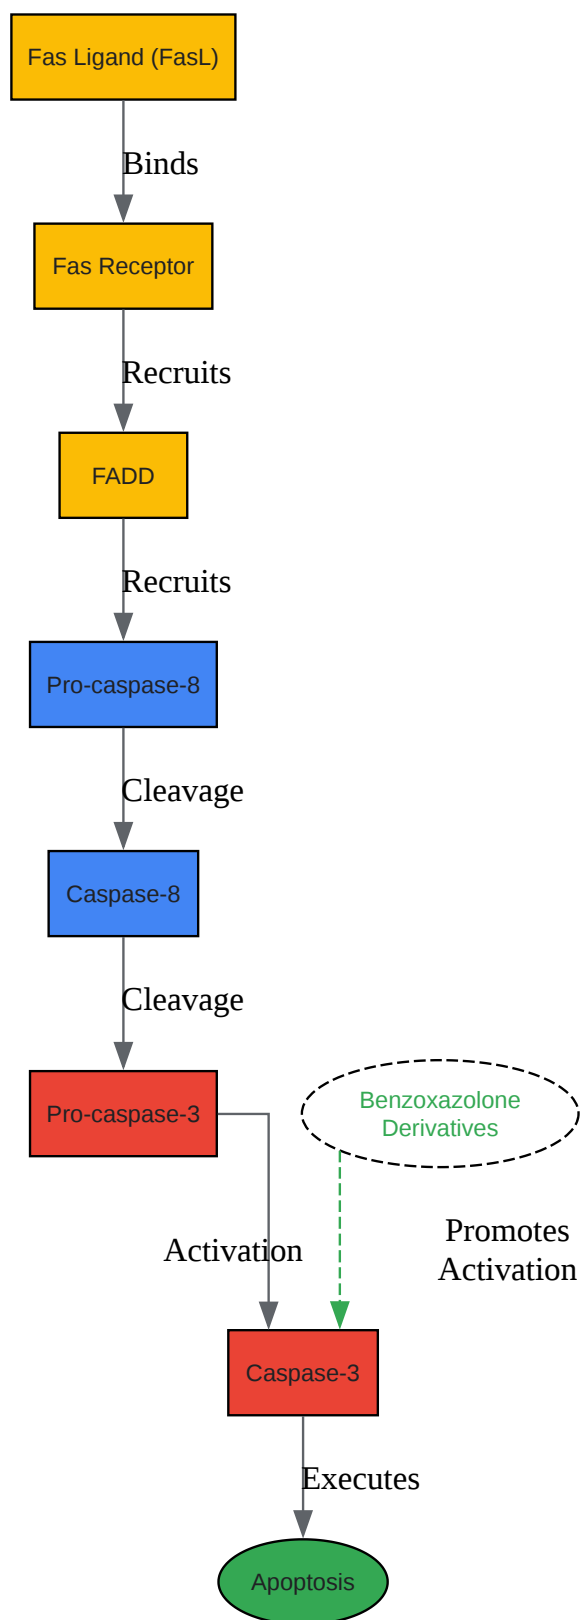 Fas Ligand (FasL)
Binds
Fas Receptor
Recruits
FADD
Recruits
Pro-caspase-8
Cleavage
Caspase-8
Cleavage
Pro-caspase-3
Benzoxazolone
Derivatives
Promotes
Activation
Activation
Caspase-3
Executes
Apoptosis